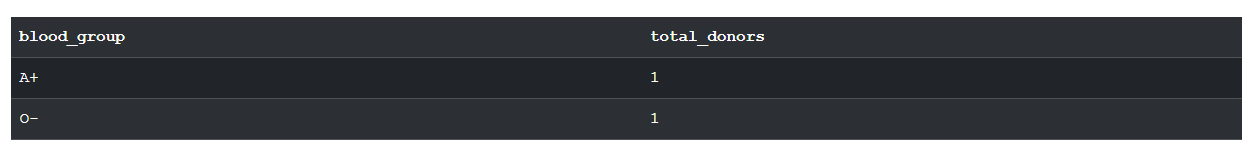 blood_group total_donors
A+ 1
O- 1